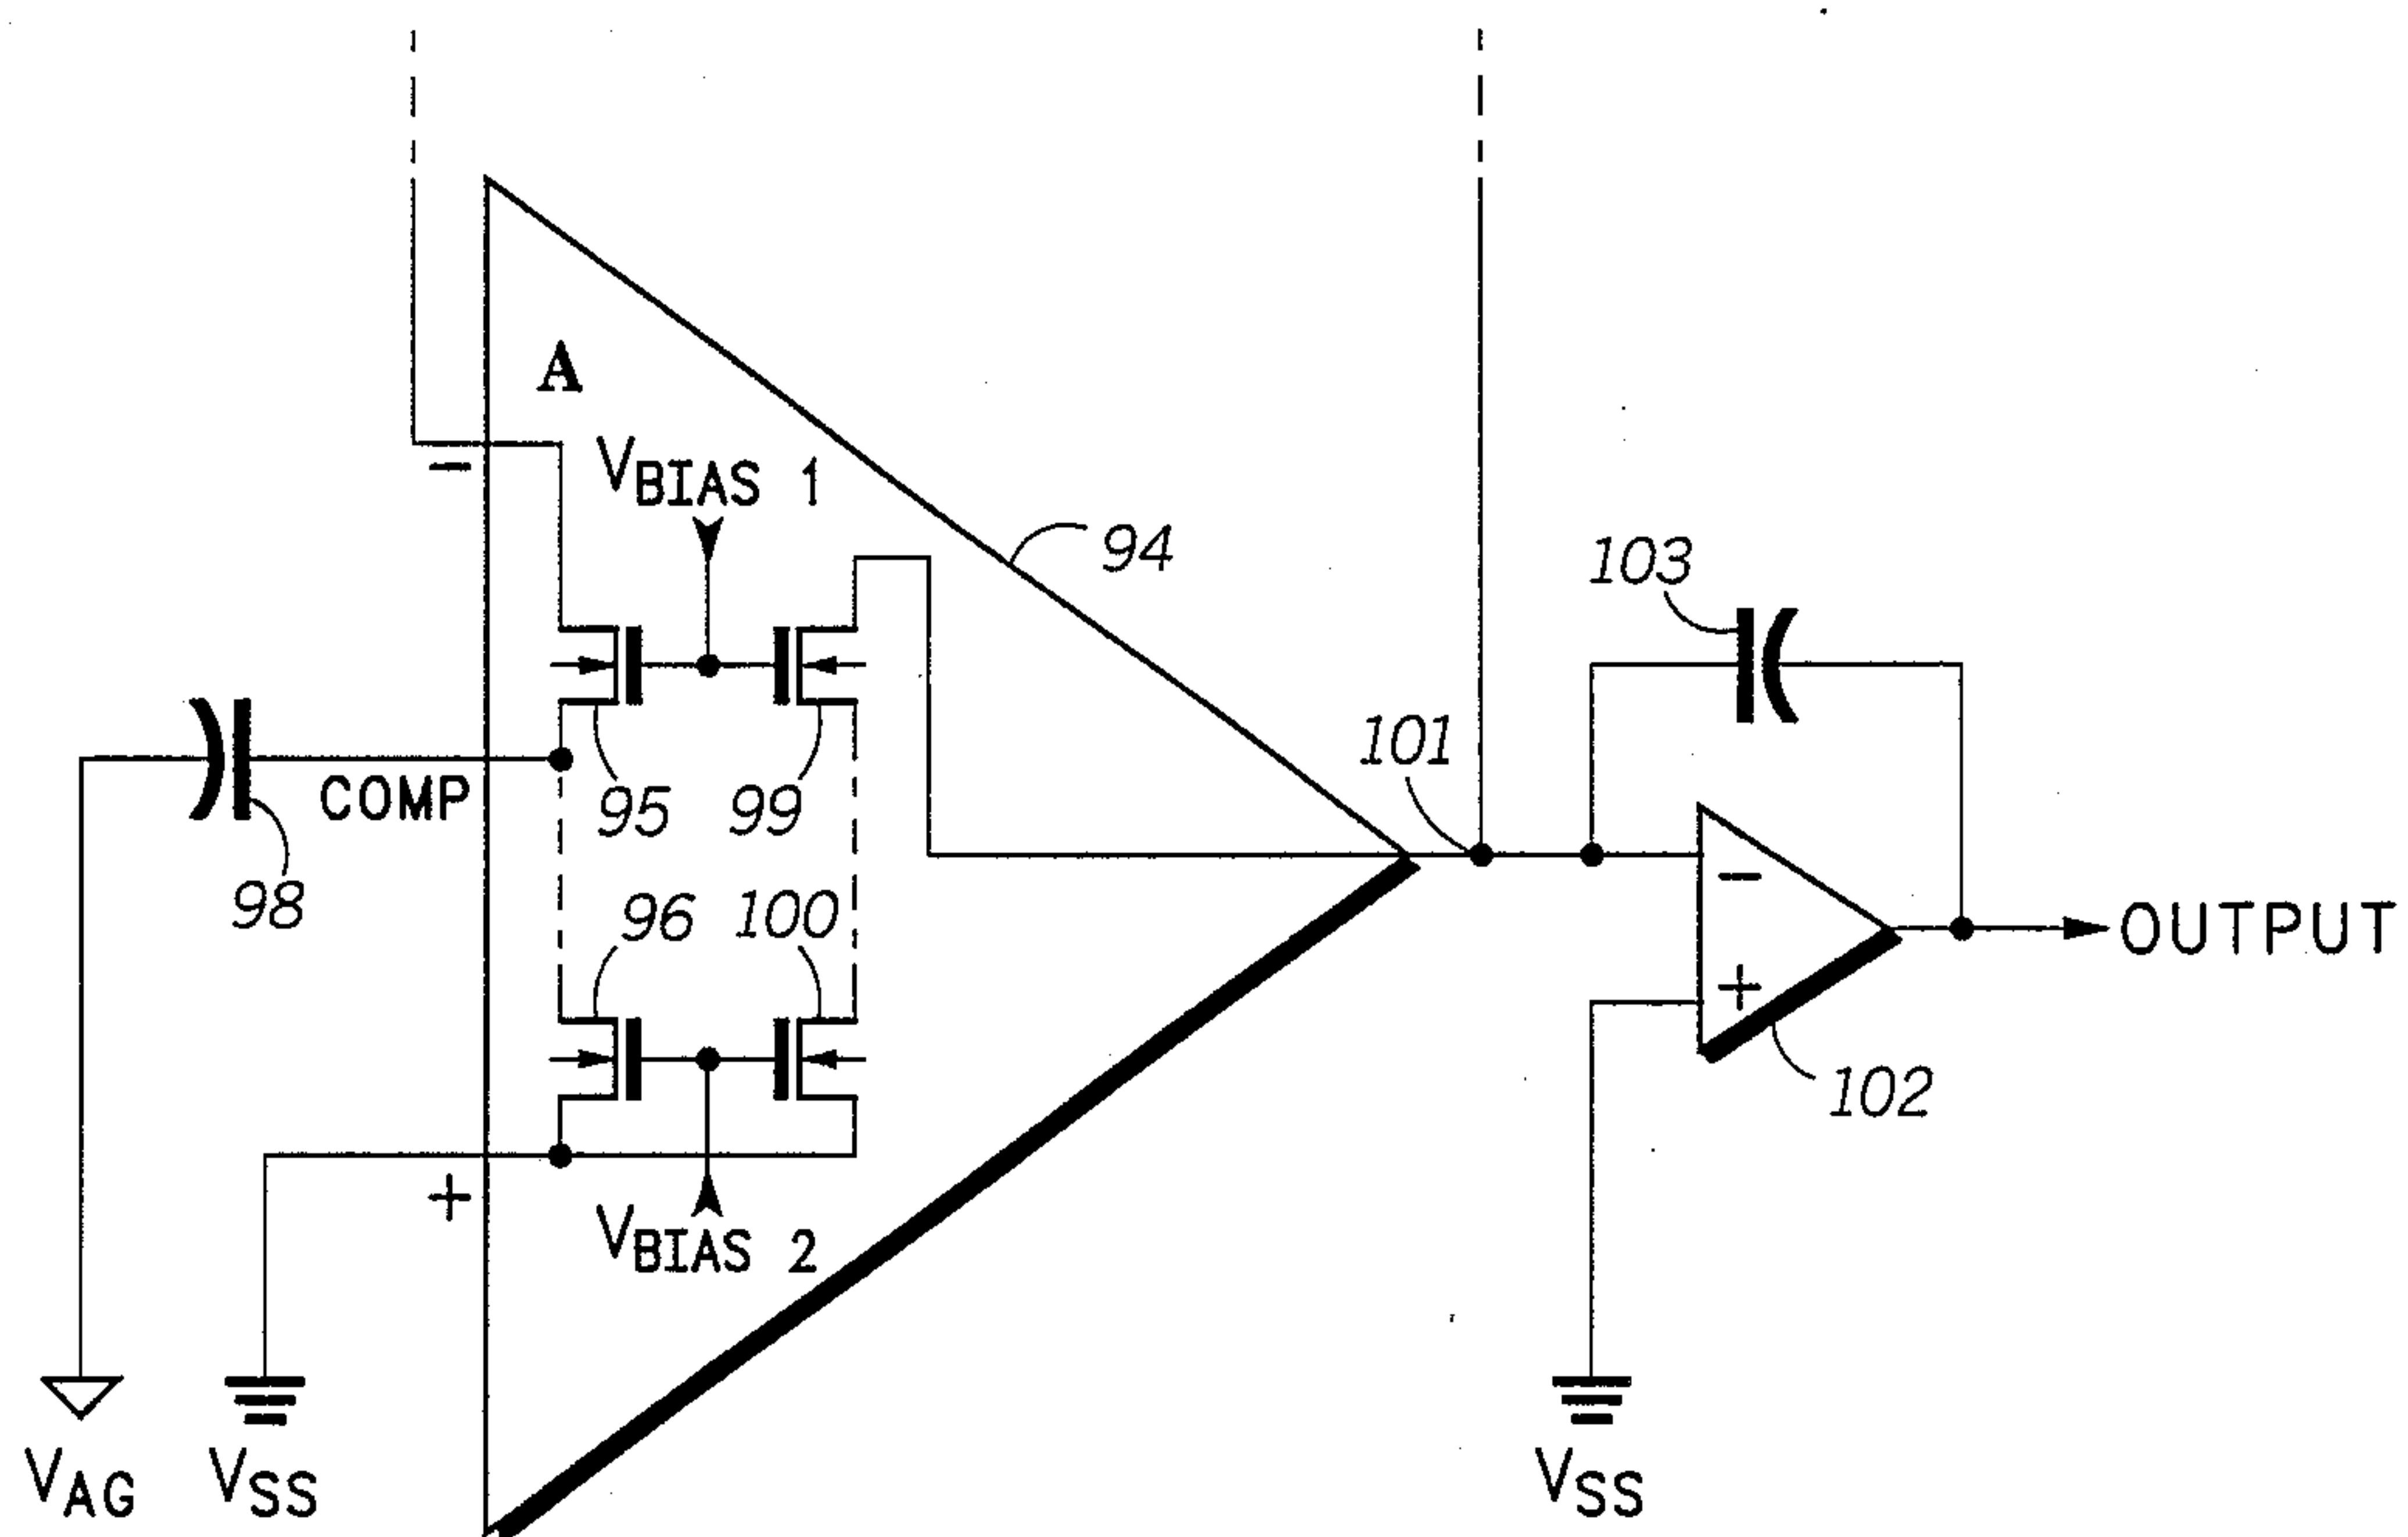 A
−
VBIAS 1
94
103
101
COMP
95
99
98
96
100
−
OUTPUT
+
102
+
VBIAS 2
VAG
VSS
VSS